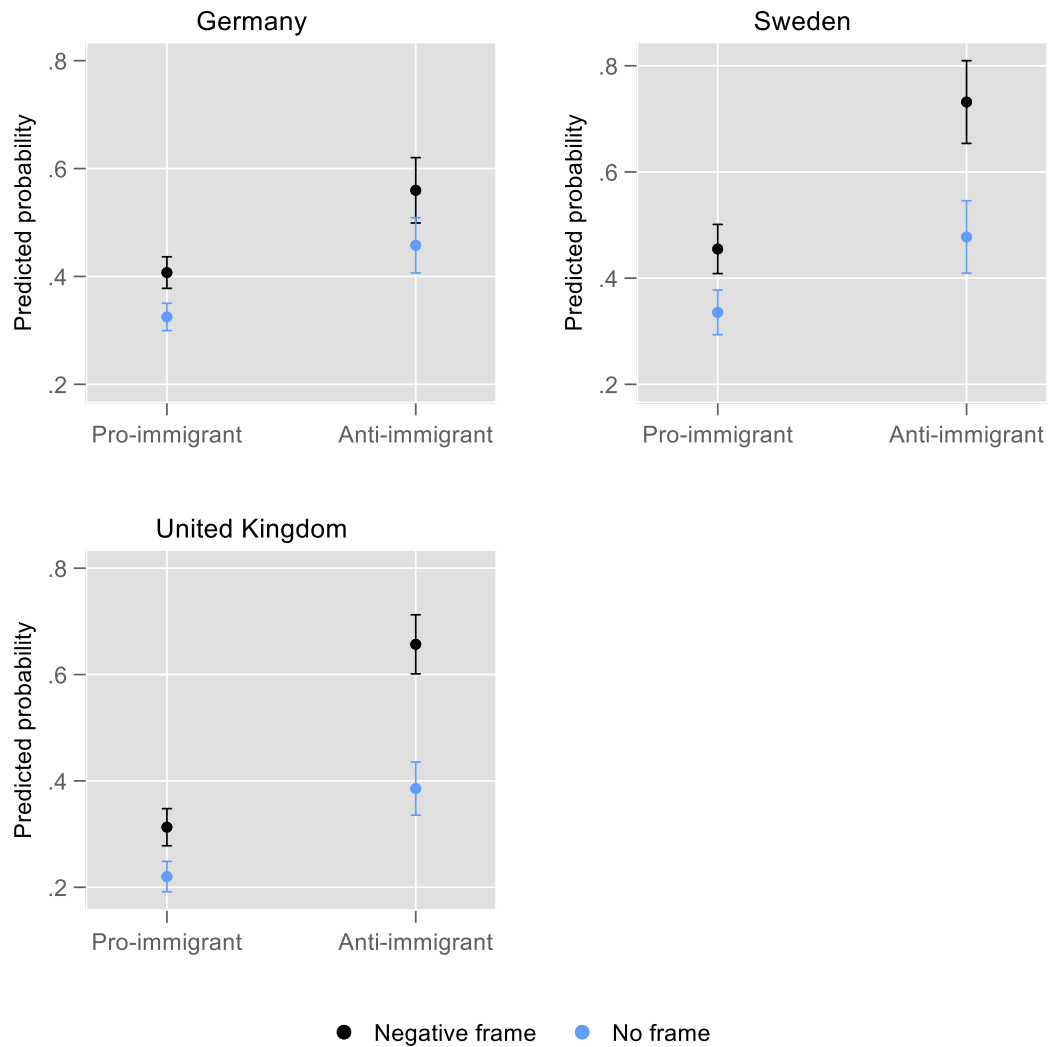 Germany
Predicted probability
.8
.6
.4
.2
Pro-immigrant Anti-immigrant
Sweden
Predicted probability
.8
.6
.4
.2
Pro-immigrant Anti-immigrant
United Kingdom
Predicted probability
.8
.6
.4
.2
Pro-immigrant Anti-immigrant
Negative frame No frame